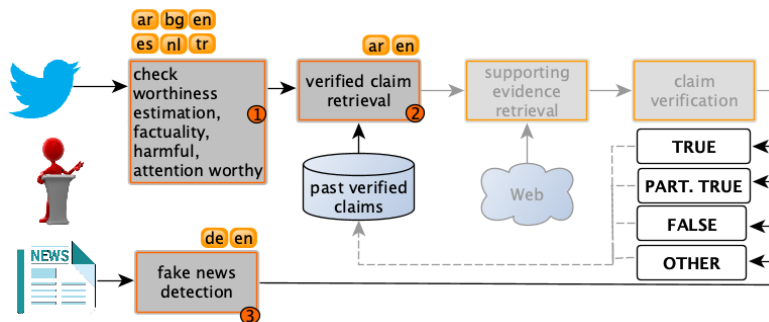 ar bg en
es nl tr
check
worthiness
estimation,
factuality,
harmful,
attention worthy
1
ar en
verified claim
retrieval
2
supporting
evidence
retrieval
claim
verification
past verified
claims
Web
TRUE
PART. TRUE
FALSE
OTHER
NEWS
de en
fake news
detection
3